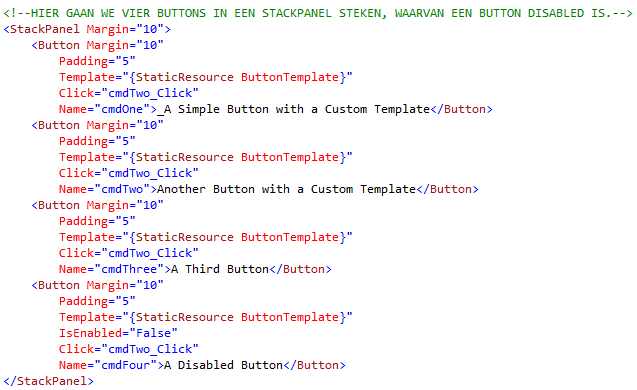 <!--HIER GAAN WE VIER BUTTONS IN EEN STACKPANEL STEKEN, WAARVAN EEN BUTTON DISABLED IS.-->
<StackPanel Margin="10">
    <Button Margin="10"
        Padding="5"
        Template="{StaticResource ButtonTemplate}"
        Click="cmdTwo_Click"
        Name="cmdOne">_A Simple Button with a Custom Template</Button>
    <Button Margin="10"
        Padding="5"
        Template="{StaticResource ButtonTemplate}"
        Click="cmdTwo_Click"
        Name="cmdTwo">Another Button with a Custom Template</Button>
    <Button Margin="10"
        Padding="5"
        Template="{StaticResource ButtonTemplate}"
        Click="cmdTwo_Click"
        Name="cmdThree">A Third Button</Button>
    <Button Margin="10"
        Padding="5"
        Template="{StaticResource ButtonTemplate}"
        IsEnabled="False"
        Click="cmdTwo_Click"
        Name="cmdFour">A Disabled Button</Button>
</StackPanel>